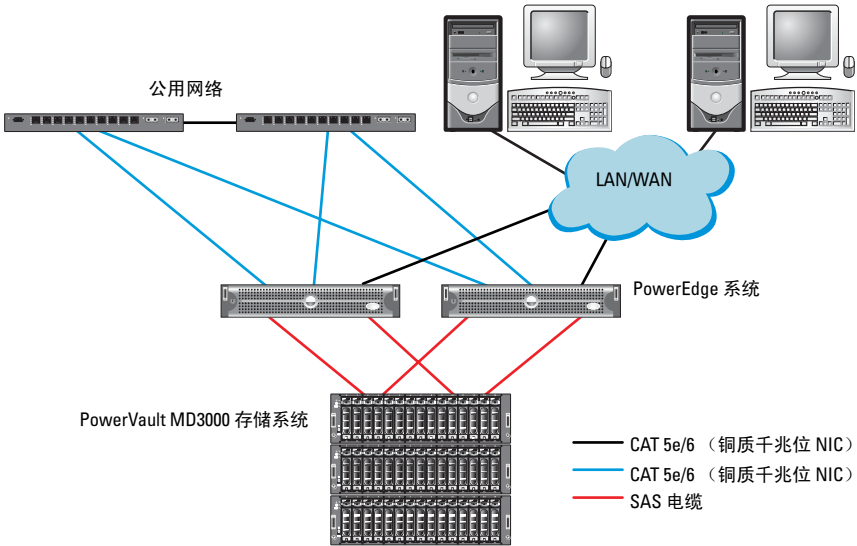 公用网络
LAN/WAN
PowerEdge 系统
PowerVault MD3000 存储系统
CAT 5e/6 （铜质千兆位 NIC）
CAT 5e/6 （铜质千兆位 NIC）
SAS 电缆